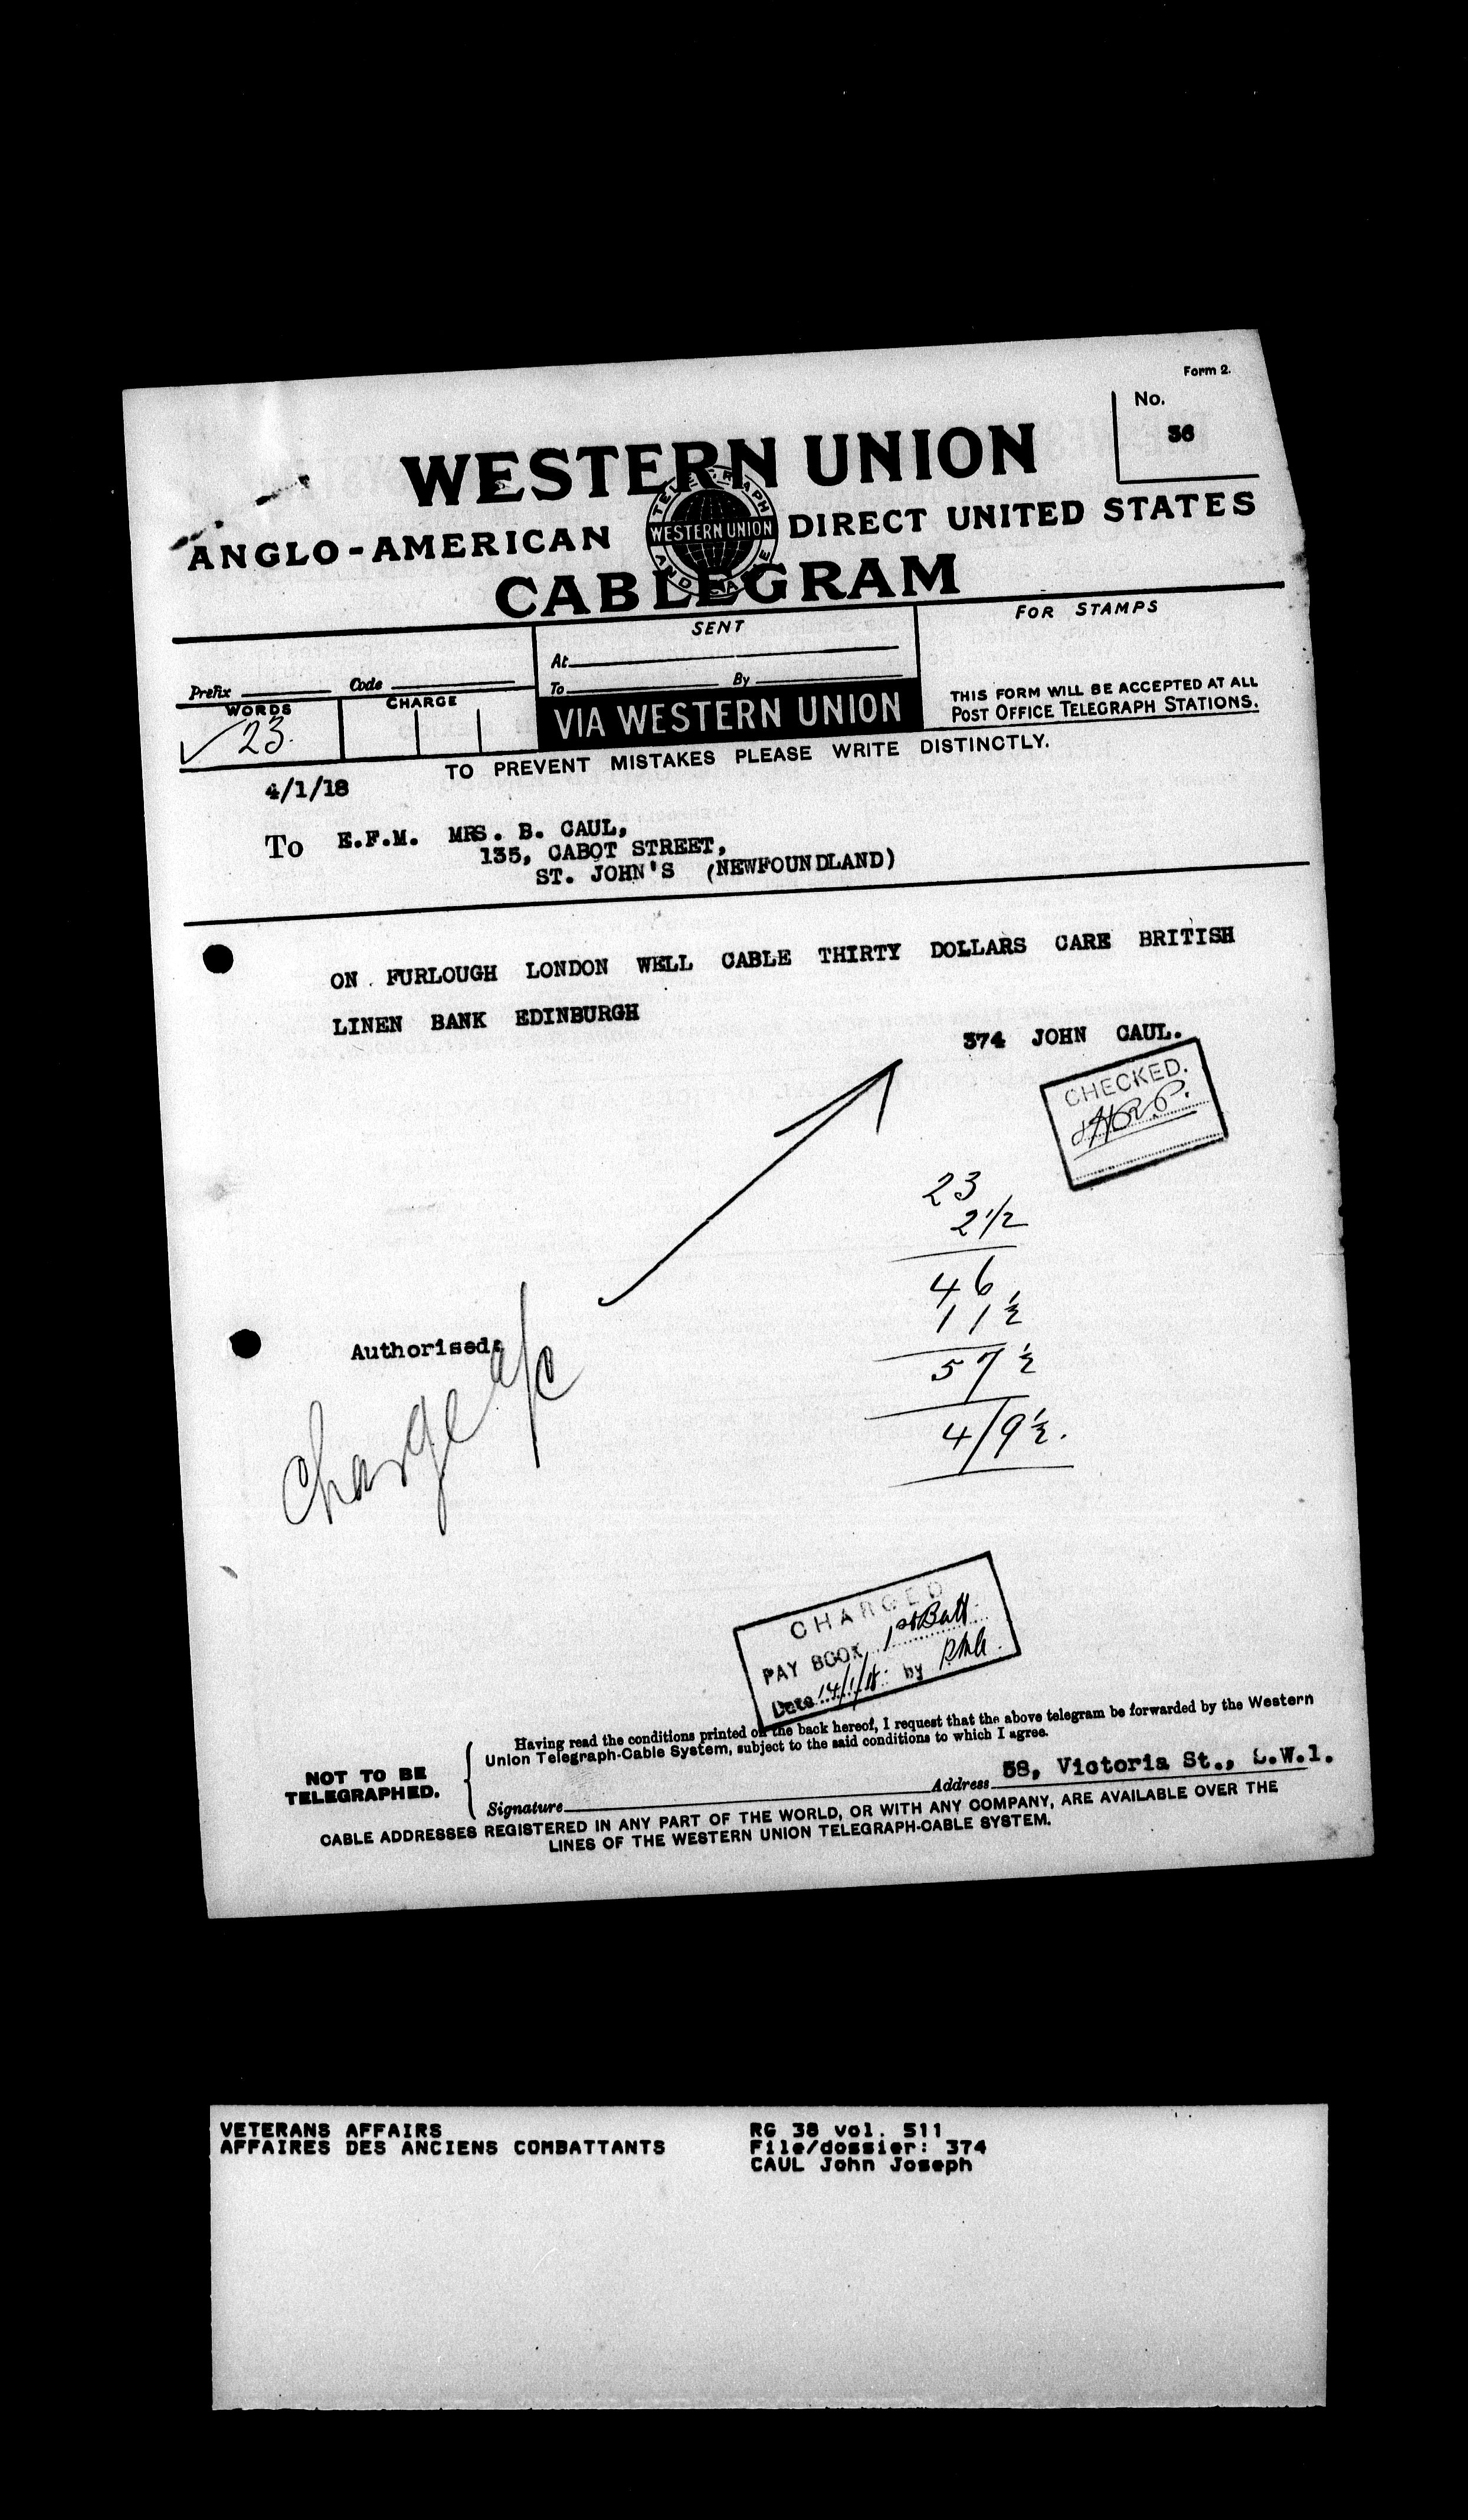 Form 2.
No.
36
WESTERN UNION
TELEGRAPH AND CABLE
WESTERN UNION
ANGLO-AMERICAN DIRECT UNITED STATES
CABLEGRAM
Prefix Code
WORDS CHARGE
23.
SENT
At
To By
VIA WESTERN UNION
FOR STAMPS
THIS FORM WILL BE ACCEPTED AT ALL
POST OFFICE TELEGRAPH STATIONS.
TO PREVENT MISTAKES PLEASE WRITE DISTINCTLY.
4/1/18
To E.F.M. MRS. B. CAUL,
135, CABOT STREET,
ST. JOHN'S (NEWFOUNDLAND)
ON FURLOUGH LONDON WELL CABLE THIRTY DOLLARS CARE BRITISH
LINEN BANK EDINBURGH
374 JOHN CAUL.
CHECKED.
23
2 1/2
46
11 1/2
57 1/2
4/9 1/2.
Authorised:
Charge a/c
CHARGED
PAY BOOK 1st Batt
Date 14/1/18 by
Having read the conditions printed on the back hereof, I request that the above telegram be forwarded by the Western
Union Telegraph-Cable System, subject to the said conditions to which I agree.
NOT TO BE
TELEGRAPHED.
Signature Address 58, Victoria St., S.W.1.
CABLE ADDRESSES REGISTERED IN ANY PART OF THE WORLD, OR WITH ANY COMPANY, ARE AVAILABLE OVER THE
LINES OF THE WESTERN UNION TELEGRAPH-CABLE SYSTEM.
VETERANS AFFAIRS
AFFAIRES DES ANCIENS COMBATTANTS
RG 38 vol. 511
File/dossier: 374
CAUL John Joseph